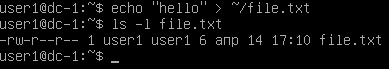 user1@dc-1:~$ echo "hello" > ~/file.txt
user1@dc-1:~$ ls -l file.txt
-rw-r--r-- 1 user1 user1 6 апр 14 17:10 file.txt
user1@dc-1:~$ _